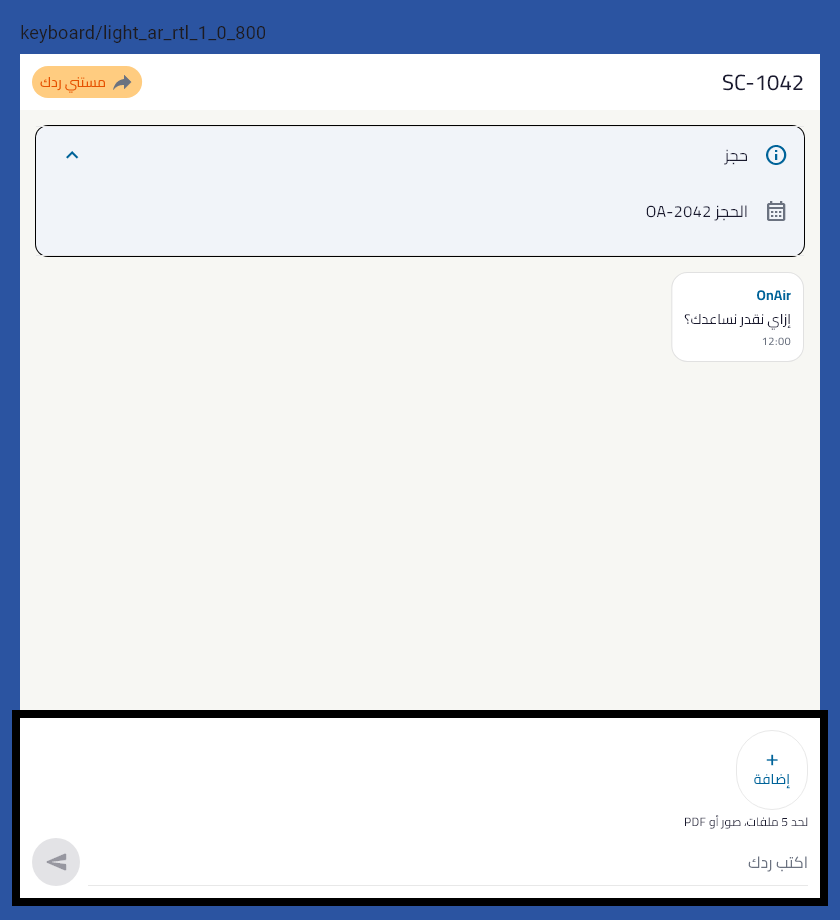 keyboard/light_ar_rtl_1_0_800
SC-1042
مستني ردك
حجز
الحجز OA-2042
OnAir
إزاي نقدر نساعدك؟
12:00
+
إضافة
لحد 5 ملفات، صور أو PDF
اكتب ردك